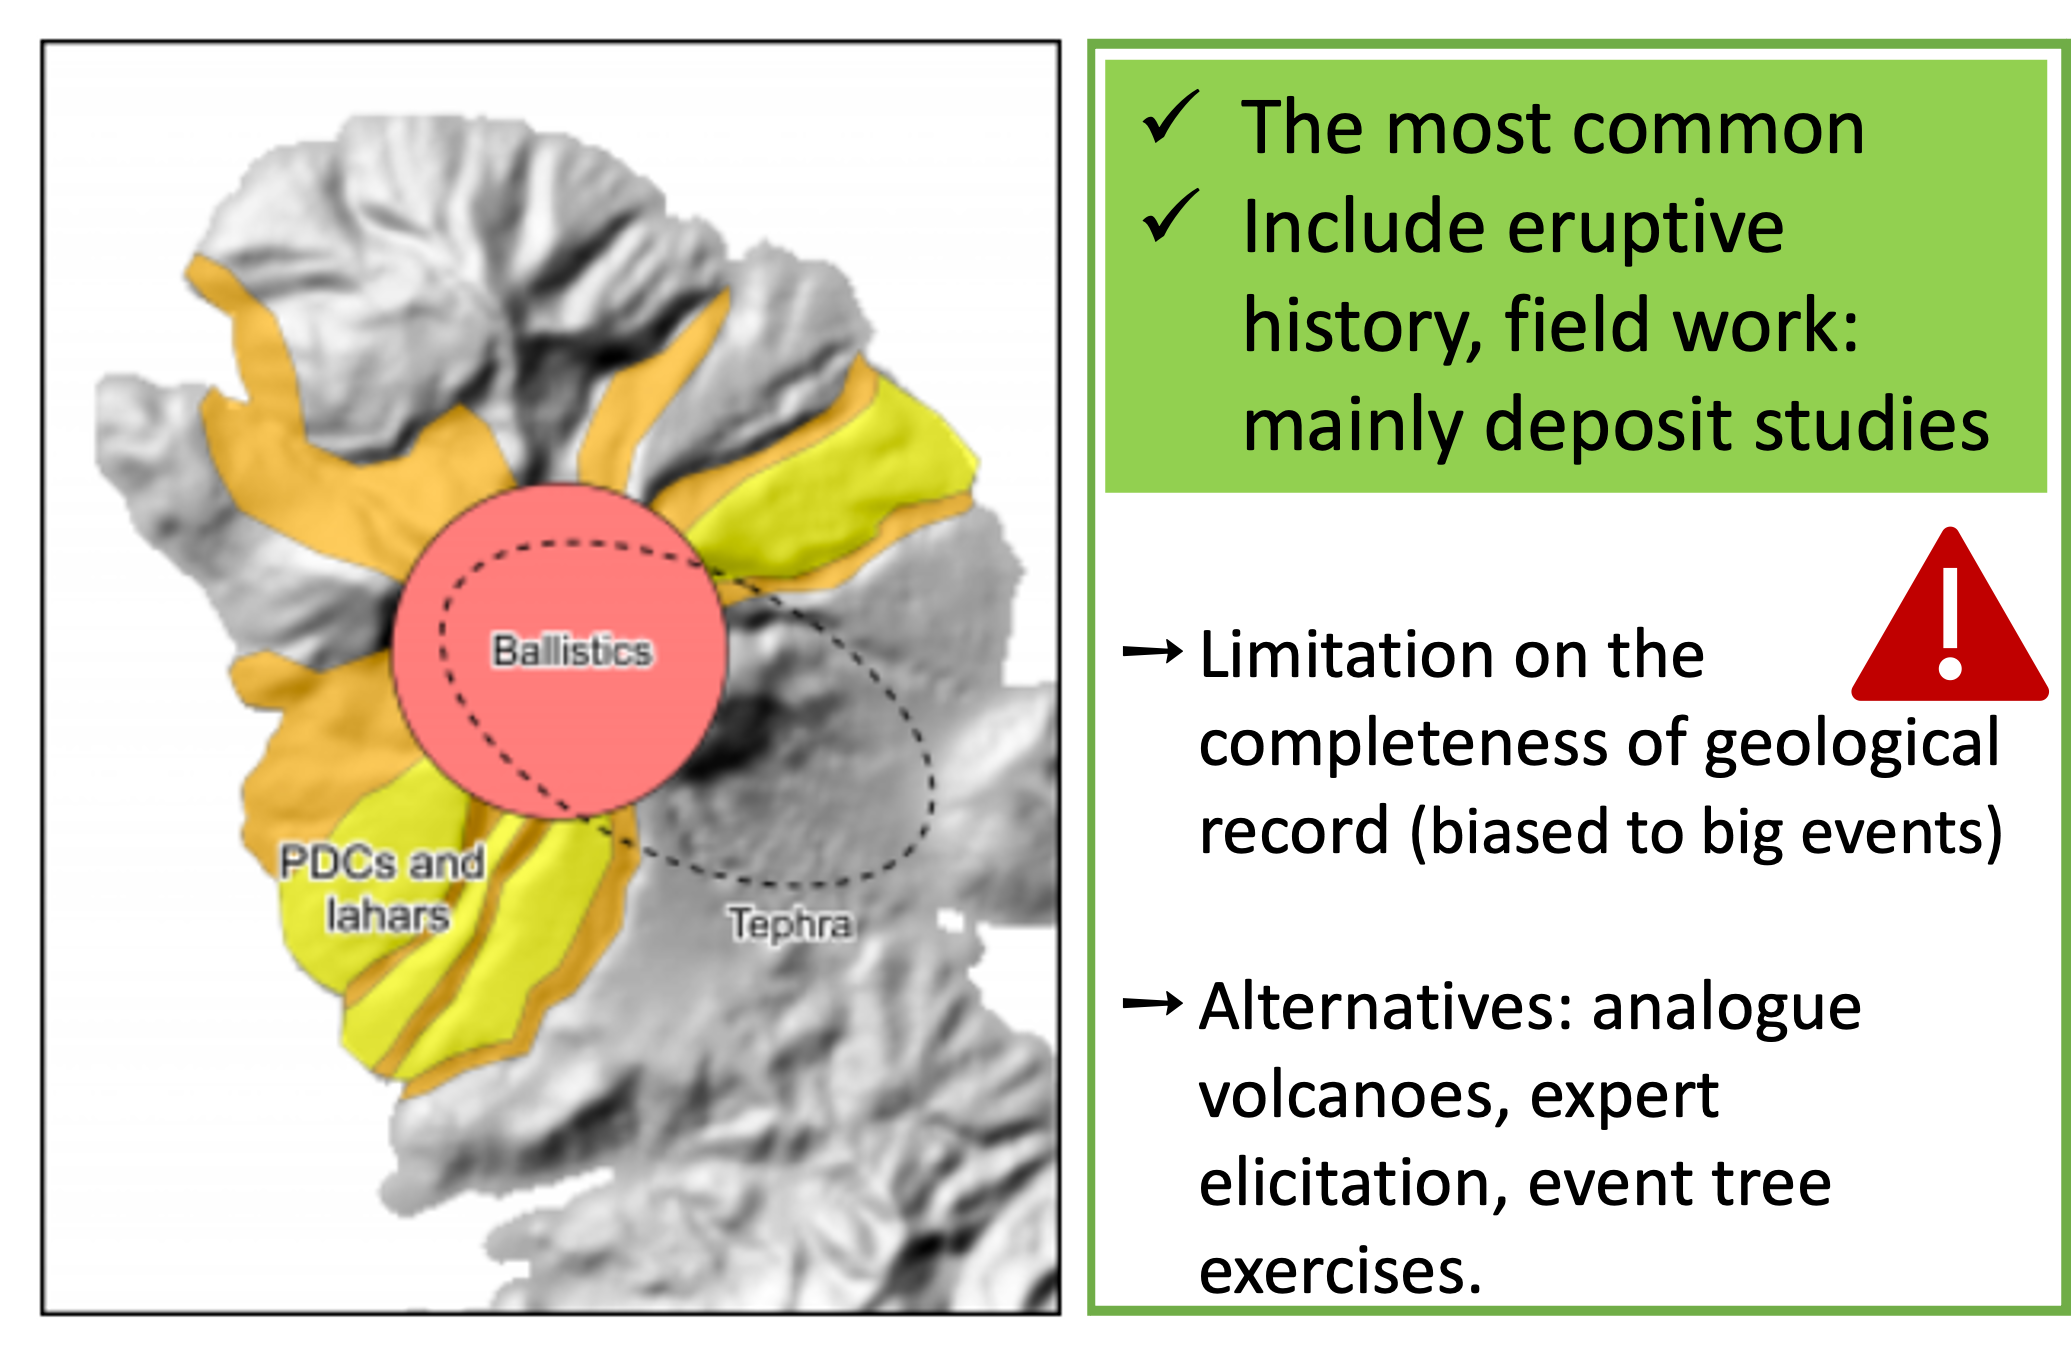 Ballistics
PDCs and
lahars
Tephra
✓ The most common
✓ Include eruptive
history, field work:
mainly deposit studies
→ Limitation on the
completeness of geological
record (biased to big events)
→ Alternatives: analogue
volcanoes, expert
elicitation, event tree
exercises.